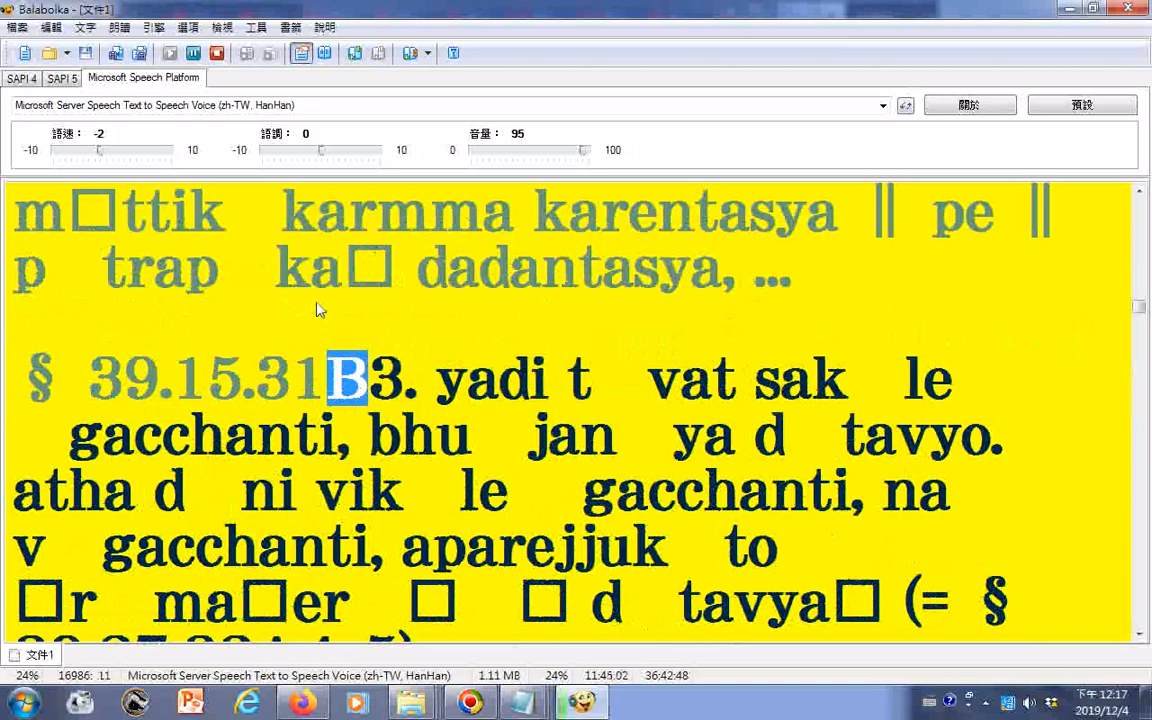 Balabolka - [文件1]
檔案 編輯 文字 朗讀 引擎 選項 檢視 工具 書籤 說明
SAPI 4 SAPI 5 Microsoft Speech Platform
Microsoft Server Speech Text to Speech Voice (zh-TW, HanHan) 關於 預設
語速： -2 語調： 0 音量： 95
-10 10 -10 10 0 100
m□ttik karmma karentasya ‖ pe ‖
p trap ka□ dadantasya, ...
§ 39.15.31B3. yadi t vat sak le
gacchanti, bhu jan ya d tavyo.
atha d ni vik le gacchanti, na
v gacchanti, aparejjuk to
□r ma□er □ □ d tavya□ (= §
文件1
24% 16986: 11 Microsoft Server Speech Text to Speech Voice (zh-TW, HanHan) 1.11 MB 24% 11:45:02 36:42:48
下午 12:17
2019/12/4